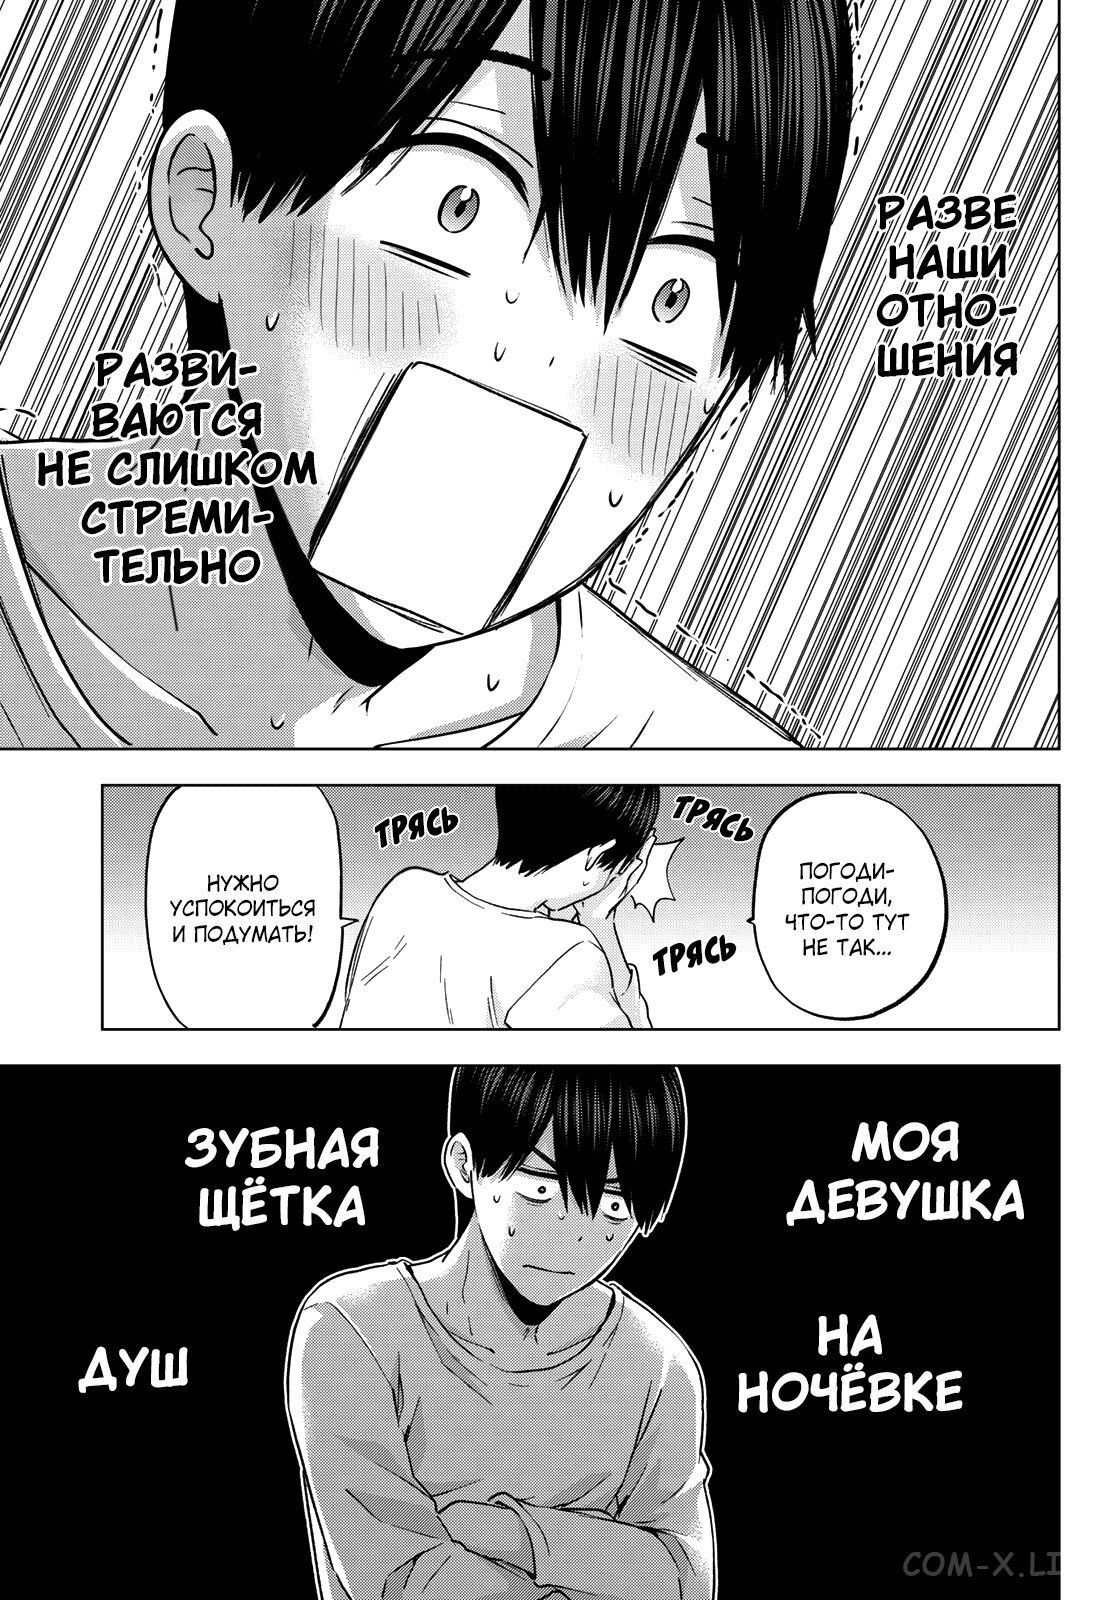 РАЗВЕ
НАШИ
ОТНО-
ШЕНИЯ
РАЗВИ-
ВАЮТСЯ
НЕ СЛИШКОМ
СТРЕМИ-
ТЕЛЬНО
ПОГОДИ-
ПОГОДИ,
ЧТО-ТО ТУТ
НЕ ТАК...
ТРЯСЬ
ТРЯСЬ
ТРЯСЬ
НУЖНО
УСПОКОИТЬСЯ
И ПОДУМАТЬ!
МОЯ
ДЕВУШКА
НА
НОЧЁВКЕ
ЗУБНАЯ
ЩЁТКА
ДУШ
COM-X.LI